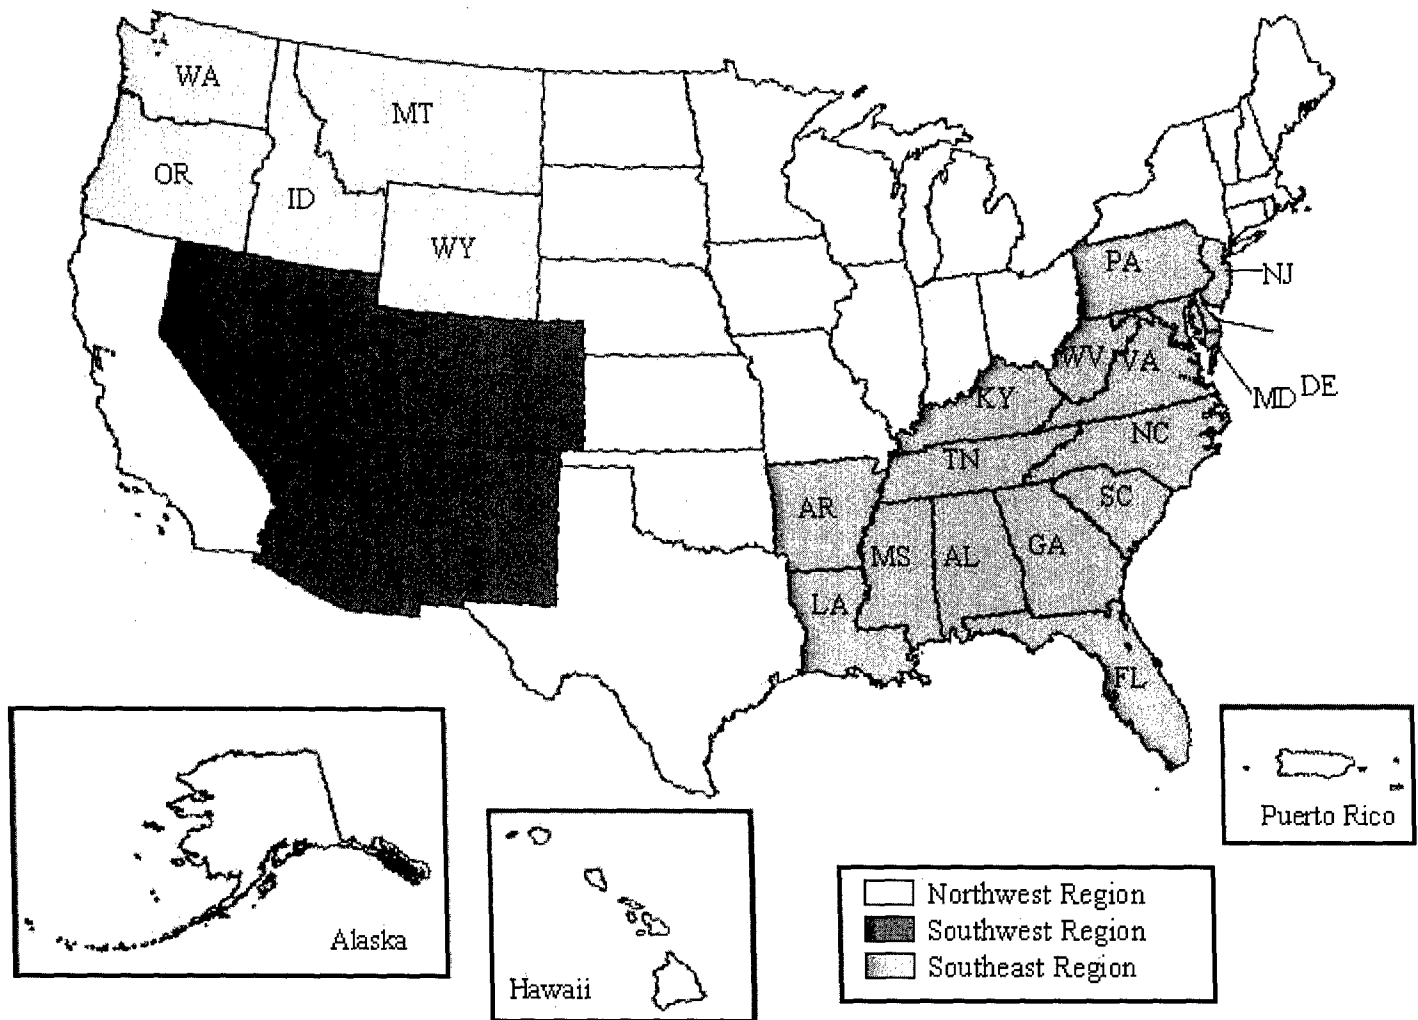 WA
MT
OR
ID
WY
PA
NJ
WV
VA
MD
DE
KY
NC
TN
SC
AR
MS
AL
GA
LA
FL
Puerto Rico
Alaska
Hawaii
Northwest Region
Southwest Region
Southeast Region